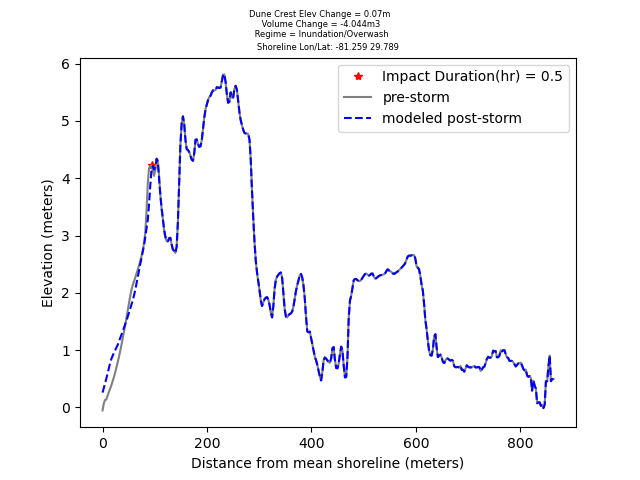 Dune Crest Elev Change = 0.07m
Volume Change = -4.044m3
Regime = Inundation/Overwash
Shoreline Lon/Lat: -81.259 29.789
Impact Duration(hr) = 0.5
pre-storm
modeled post-storm
6
5
4
3
2
1
0
Elevation (meters)
0 200 400 600 800
Distance from mean shoreline (meters)